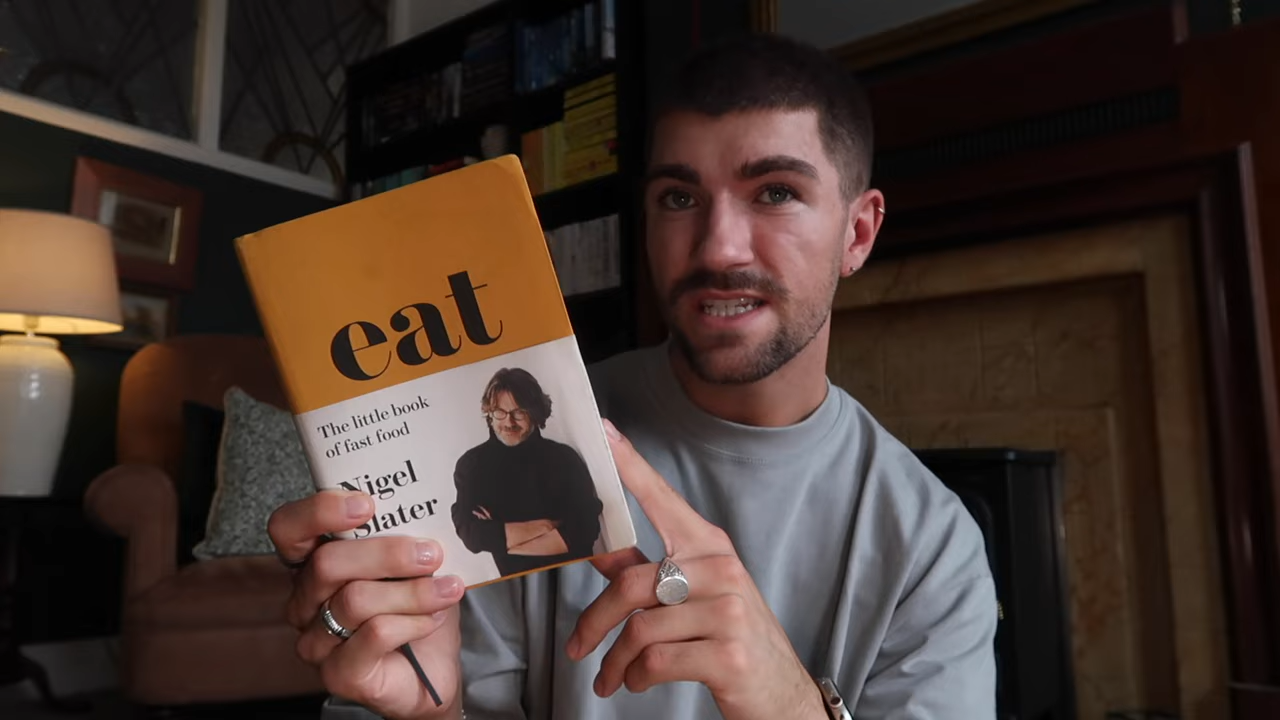 eat
The little book
of fast food
Nigel
Slater